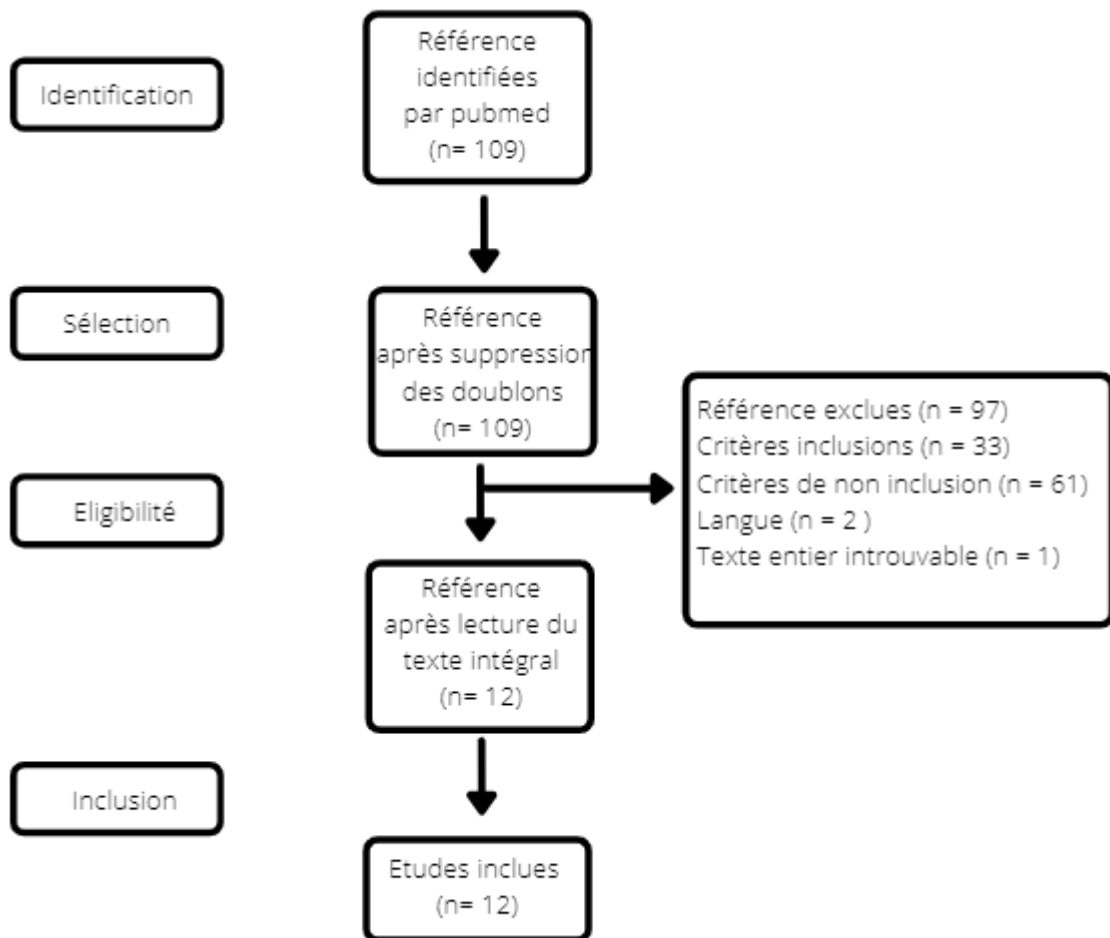 Identification
Référence
identifiées
par pubmed
(n= 109)
Sélection
Référence
après suppression
des doublons
(n= 109)
Référence exclues (n = 97)
Critères inclusions (n = 33)
Critères de non inclusion (n = 61)
Langue (n = 2 )
Texte entier introuvable (n = 1)
Eligibilité
Référence
après lecture du
texte intégral
(n= 12)
Inclusion
Etudes inclues
(n= 12)